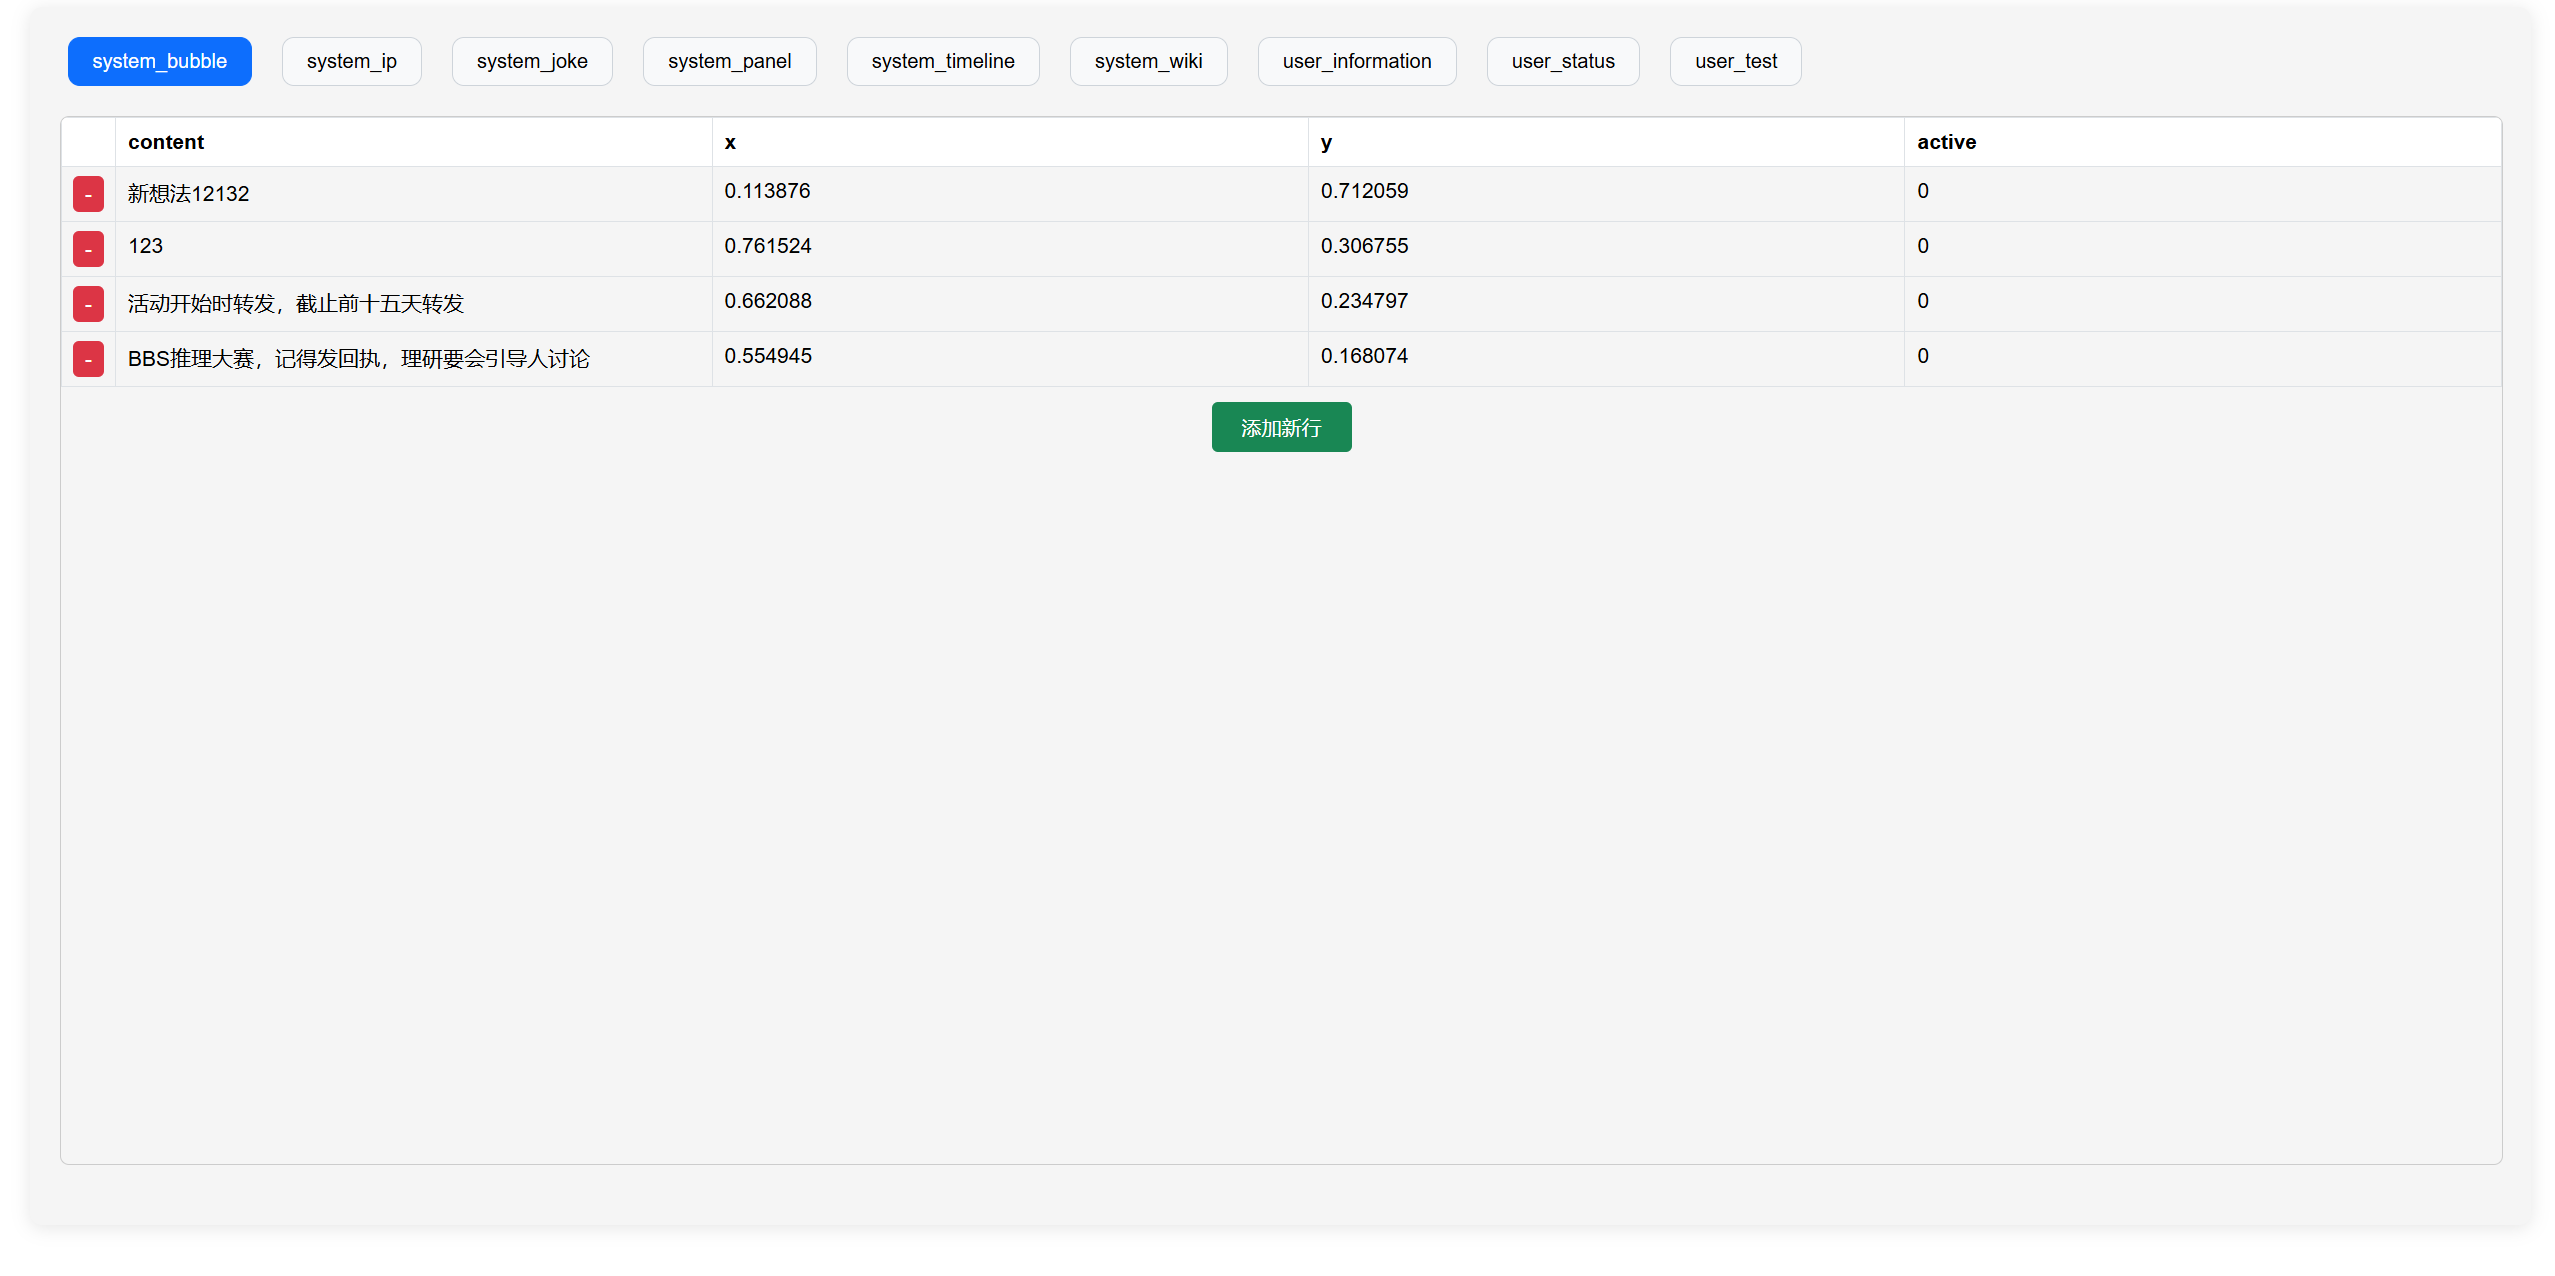 system_bubble system_ip system_joke system_panel system_timeline system_wiki user_information user_status user_test
content x y active
- 新想法12132 0.113876 0.712059 0
- 123 0.761524 0.306755 0
- 活动开始时转发，截止前十五天转发 0.662088 0.234797 0
- BBS推理大赛，记得发回执，理研要会引导人讨论 0.554945 0.168074 0
添加新行